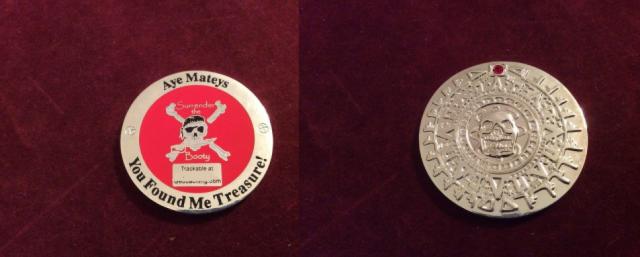 Aye Mateys
Surrender
the
Booty
Trackable at
You Found Me Treasure!